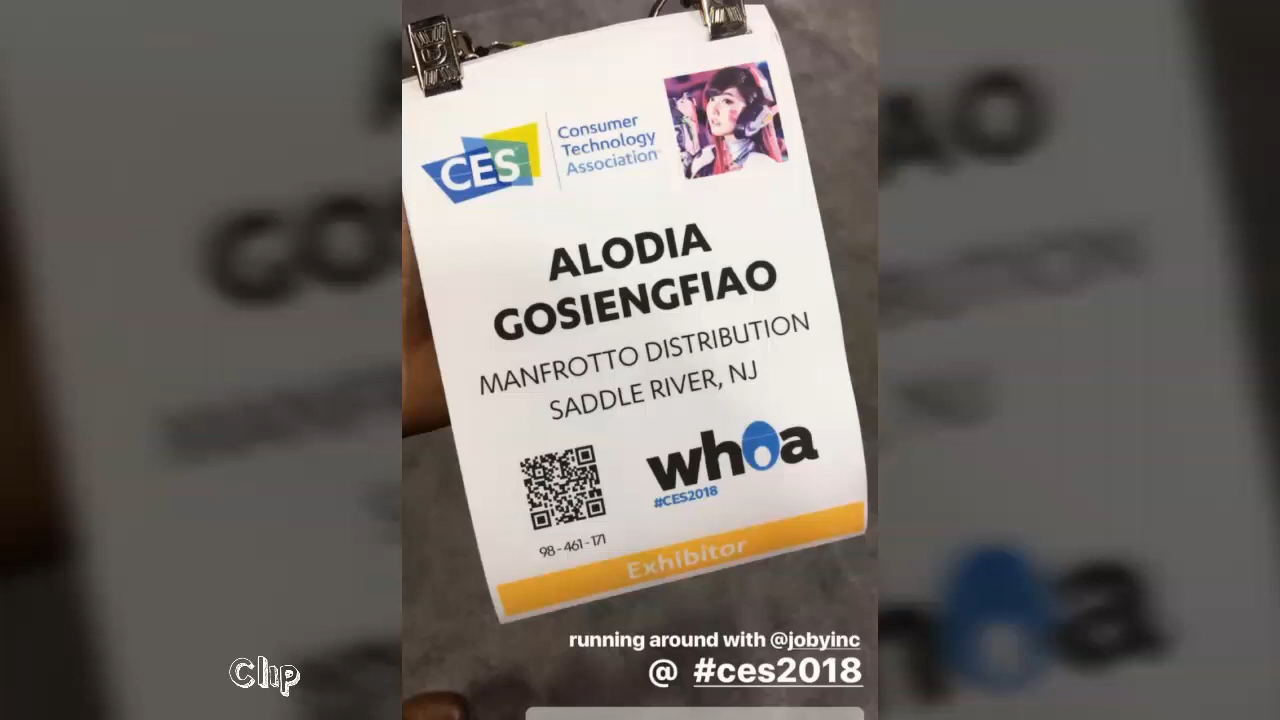 CES
Consumer
Technology
Association
ALODIA
GOSIENGFIAO
MANFROTTO DISTRIBUTION
SADDLE RIVER, NJ
whoa
#CES2018
98-461-171
Exhibitor
running around with @jobyinc
@ #ces2018
Clip